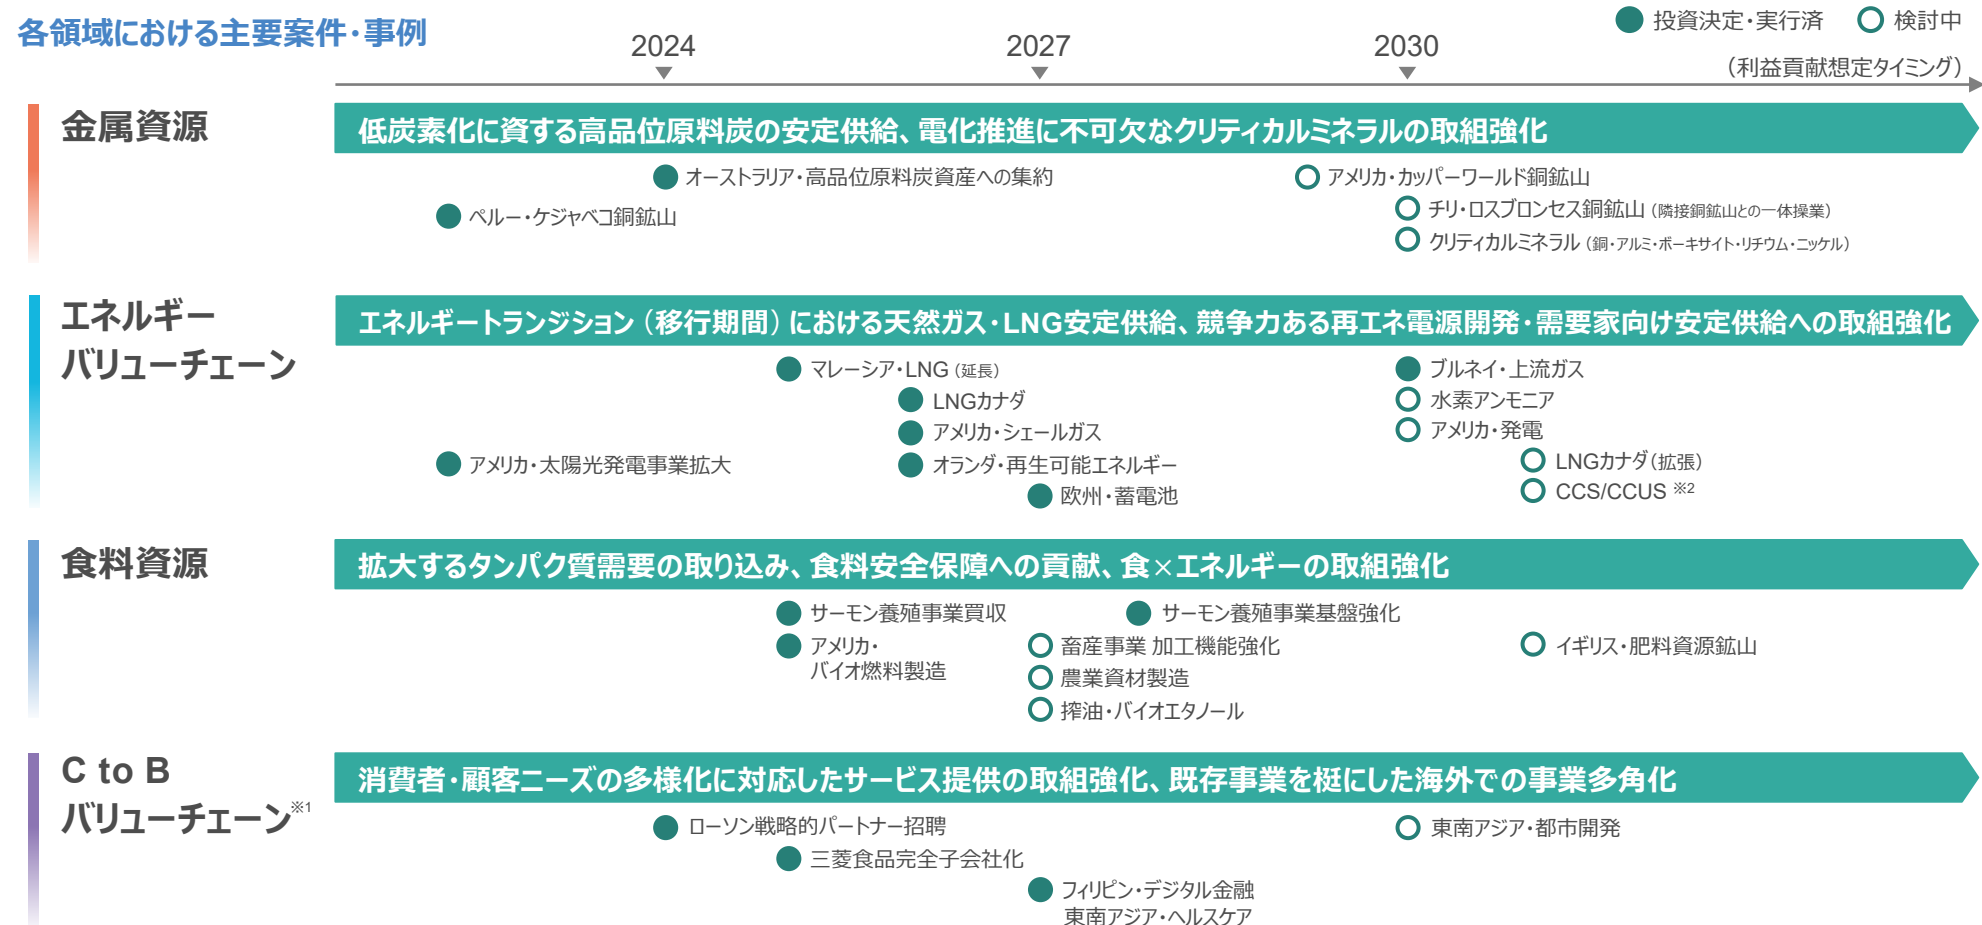 各領域における主要案件・事例
投資決定・実行済
検討中
2024
2027
2030
（利益貢献想定タイミング）
金属資源
低炭素化に資する高品位原料炭の安定供給、電化推進に不可欠なクリティカルミネラルの取組強化
オーストラリア・高品位原料炭資産への集約
アメリカ・カッパーワールド銅鉱山
ペルー・ケジャベコ銅鉱山
チリ・ロスブロンセス銅鉱山（隣接銅鉱山との一体操業）
クリティカルミネラル（銅・アルミ・ボーキサイト・リチウム・ニッケル）
エネルギー
バリューチェーン
エネルギートランジション（移行期間）における天然ガス・LNG安定供給、競争力ある再エネ電源開発・需要家向け安定供給への取組強化
マレーシア・LNG（延長）
ブルネイ・上流ガス
LNGカナダ
水素アンモニア
アメリカ・シェールガス
アメリカ・発電
アメリカ・太陽光発電事業拡大
オランダ・再生可能エネルギー
LNGカナダ（拡張）
欧州・蓄電池
CCS/CCUS ※2
食料資源
拡大するタンパク質需要の取り込み、食料安全保障への貢献、食×エネルギーの取組強化
サーモン養殖事業買収
サーモン養殖事業基盤強化
アメリカ・
バイオ燃料製造
畜産事業 加工機能強化
イギリス・肥料資源鉱山
農業資材製造
搾油・バイオエタノール
C to B
バリューチェーン※1
消費者・顧客ニーズの多様化に対応したサービス提供の取組強化、既存事業を梃にした海外での事業多角化
ローソン戦略的パートナー招聘
東南アジア・都市開発
三菱食品完全子会社化
フィリピン・デジタル金融
東南アジア・ヘルスケア